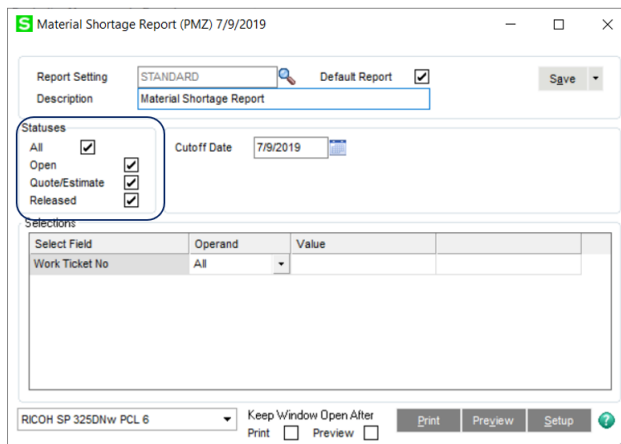 S Material Shortage Report (PMZ) 7/9/2019
Report Setting STANDARD Default Report
Save
Description Material Shortage Report
Statuses
All
Cutoff Date 7/9/2019
Open
Quote/Estimate
Released
Selections
Select Field Operand Value
Work Ticket No All
RICOH SP 325DNw PCL 6
Keep Window Open After
Print Preview
Print Preview Setup ?